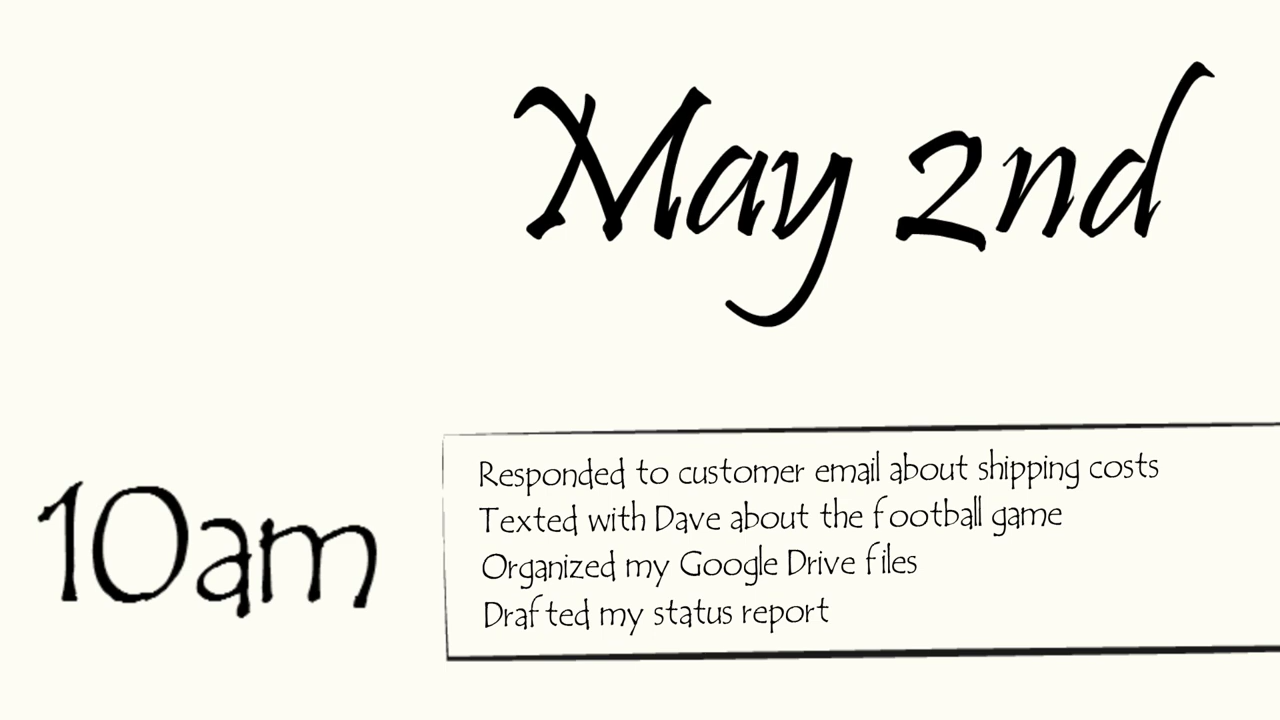 May 2nd
10am
Responded to customer email about shipping costs
Texted with Dave about the football game
Organized my Google Drive files
Drafted my status report